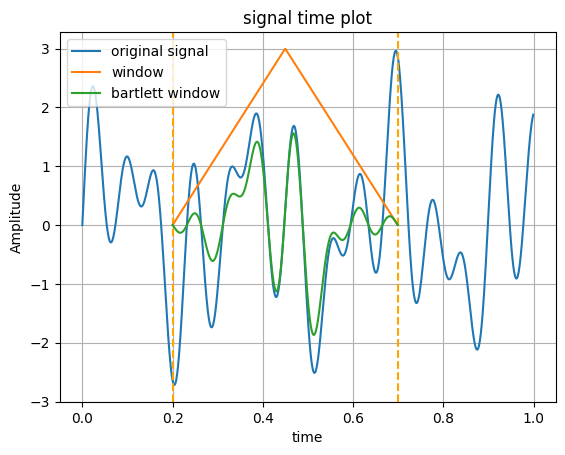 signal time plot
original signal
window
bartlett window
Amplitude
3
2
1
0
−1
−2
−3
0.0 0.2 0.4 0.6 0.8 1.0
time